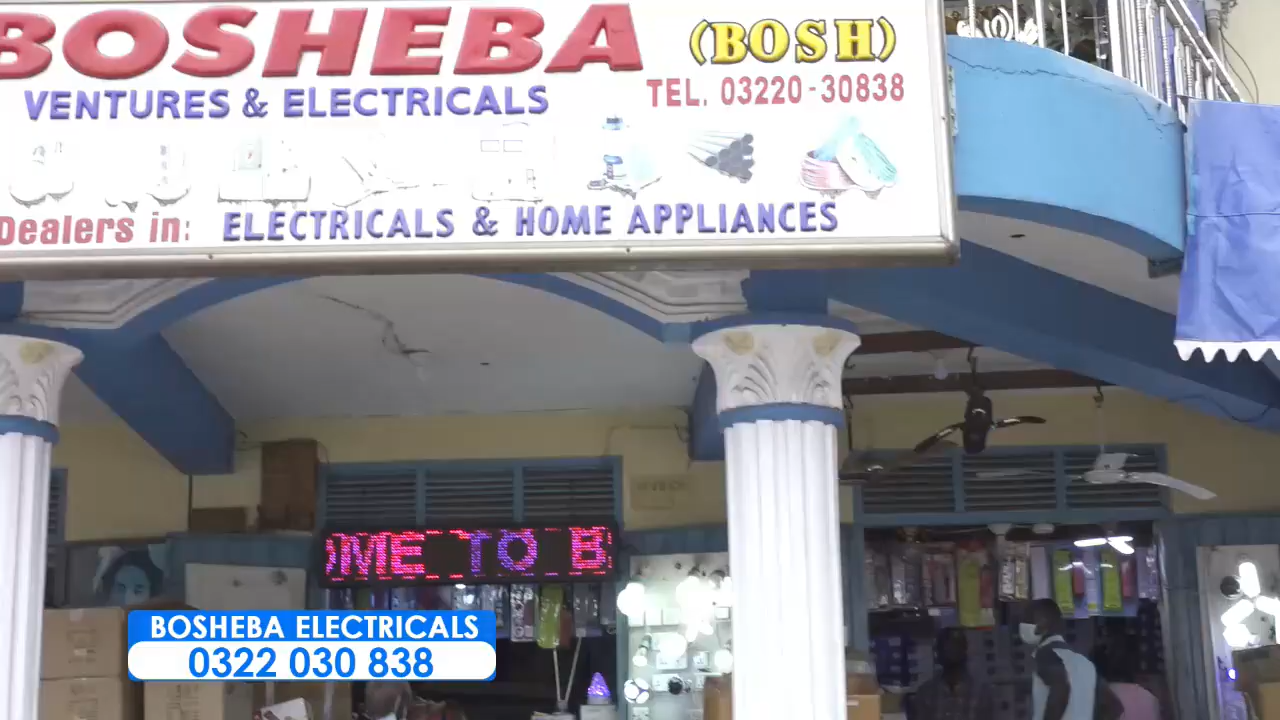 BOSHEBA (BOSH)
VENTURES & ELECTRICALS TEL. 03220-30838
Dealers in: ELECTRICALS & HOME APPLIANCES
OME TO B
BOSHEBA ELECTRICALS
0322 030 838